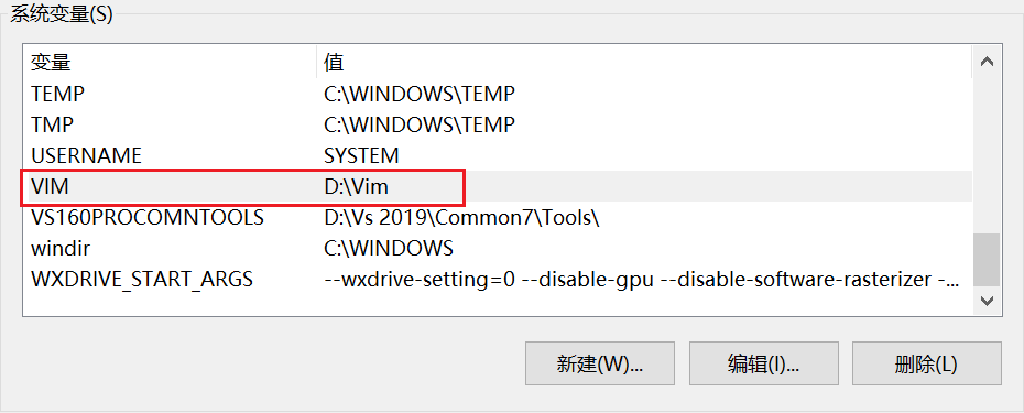 系统变量(S)
变量 值
TEMP C:\WINDOWS\TEMP
TMP C:\WINDOWS\TEMP
USERNAME SYSTEM
VIM D:\Vim
VS160PROCOMNTOOLS D:\Vs 2019\Common7\Tools\
windir C:\WINDOWS
WXDRIVE_START_ARGS --wxdrive-setting=0 --disable-gpu --disable-software-rasterizer -...
新建(W)... 编辑(I)... 删除(L)